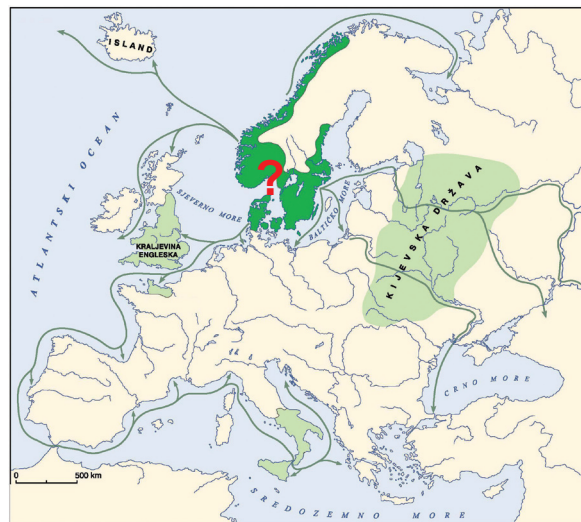 ISLAND
ATLANTSKI OCEAN
?
SJEVERNO MORE
BALTIČKO MORE
KIJEVSKA DRŽAVA
KRALJEVINA
ENGLESKA
CRNO MORE
0 500 km
SREDOZEMNO MORE